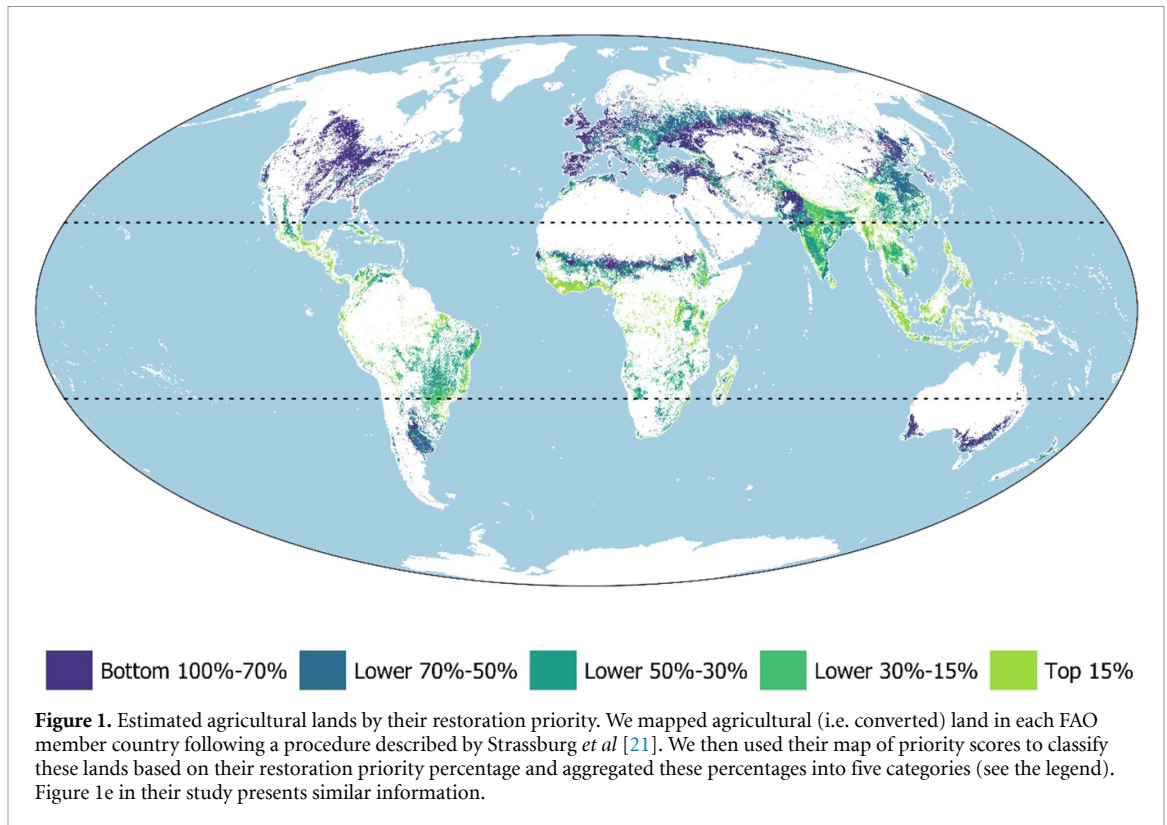 Bottom 100%-70% Lower 70%-50% Lower 50%-30% Lower 30%-15% Top 15%
Figure 1. Estimated agricultural lands by their restoration priority. We mapped agricultural (i.e. converted) land in each FAO
member country following a procedure described by Strassburg et al [21]. We then used their map of priority scores to classify
these lands based on their restoration priority percentage and aggregated these percentages into five categories (see the legend).
Figure 1e in their study presents similar information.